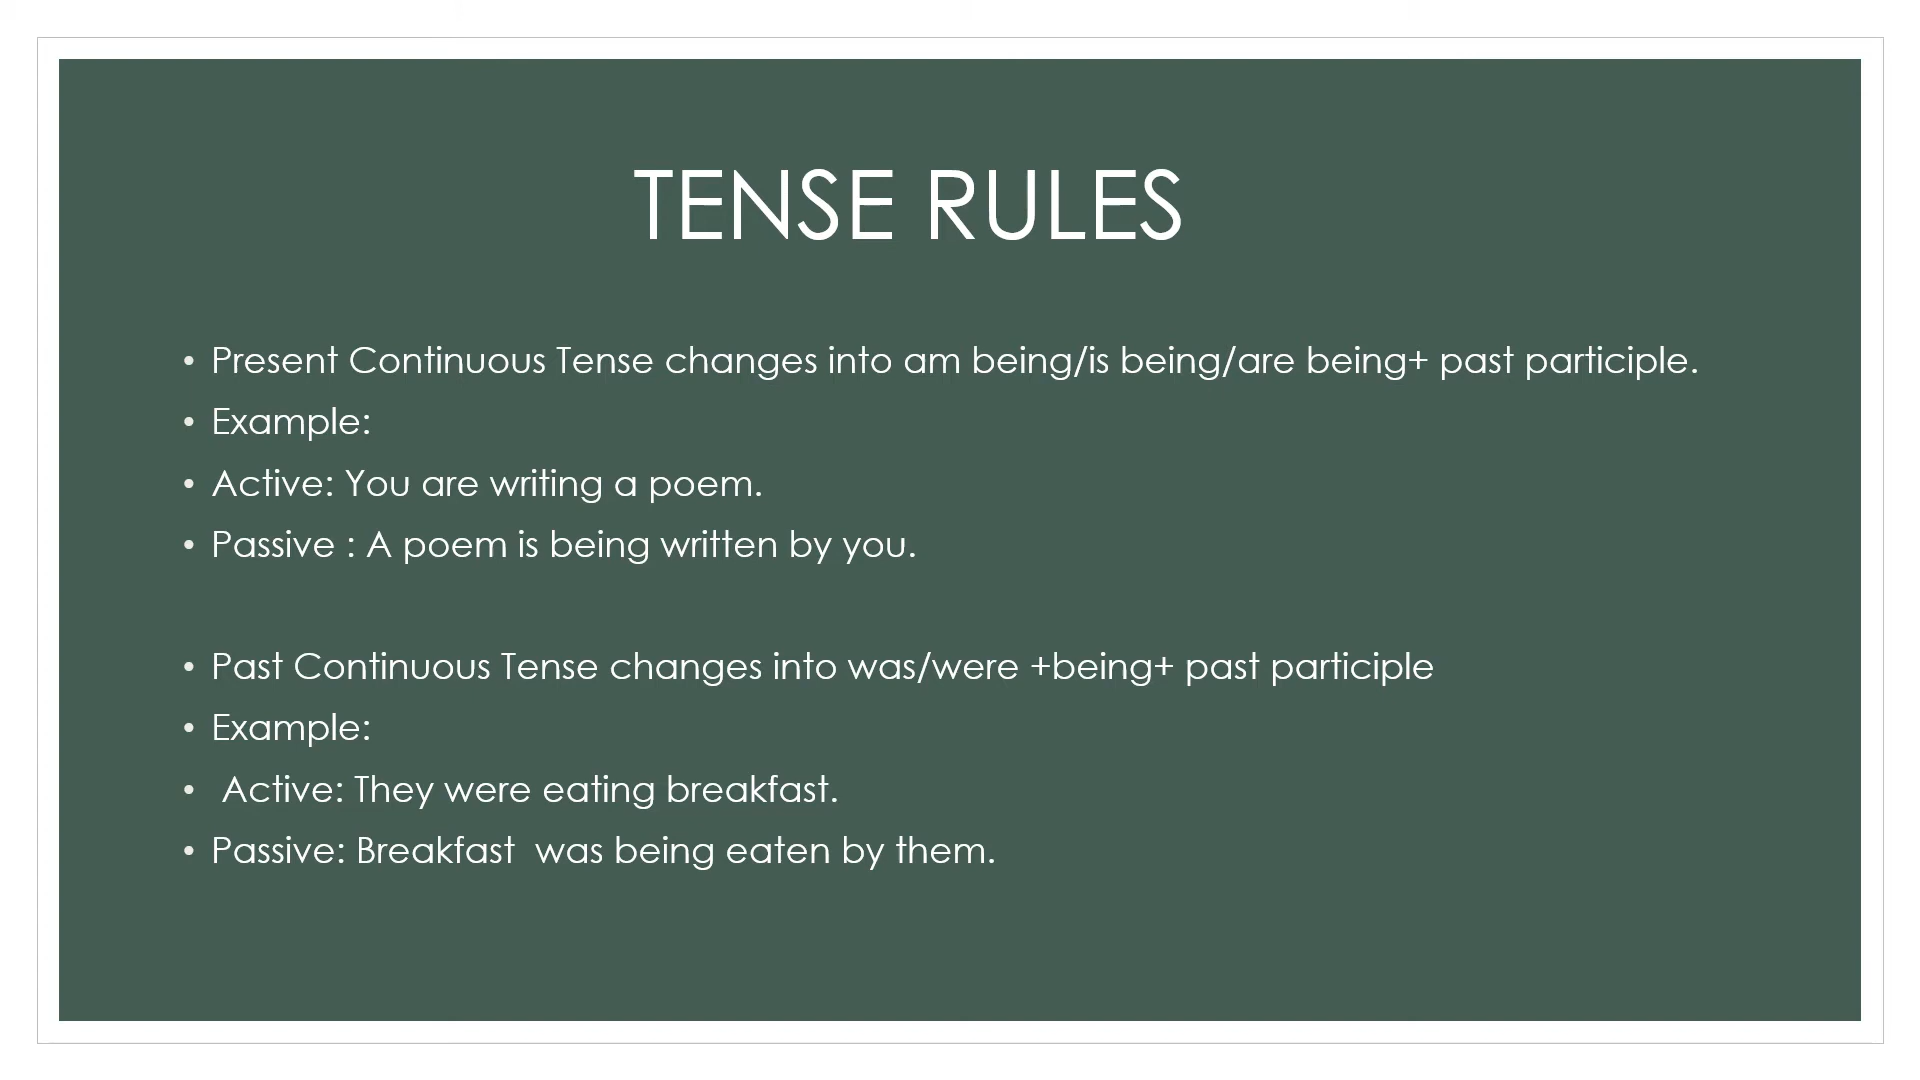 TENSE RULES
• Present Continuous Tense changes into am being/is being/are being+ past participle.
• Example:
• Active: You are writing a poem.
• Passive : A poem is being written by you.
• Past Continuous Tense changes into was/were +being+ past participle
• Example:
•  Active: They were eating breakfast.
• Passive: Breakfast  was being eaten by them.